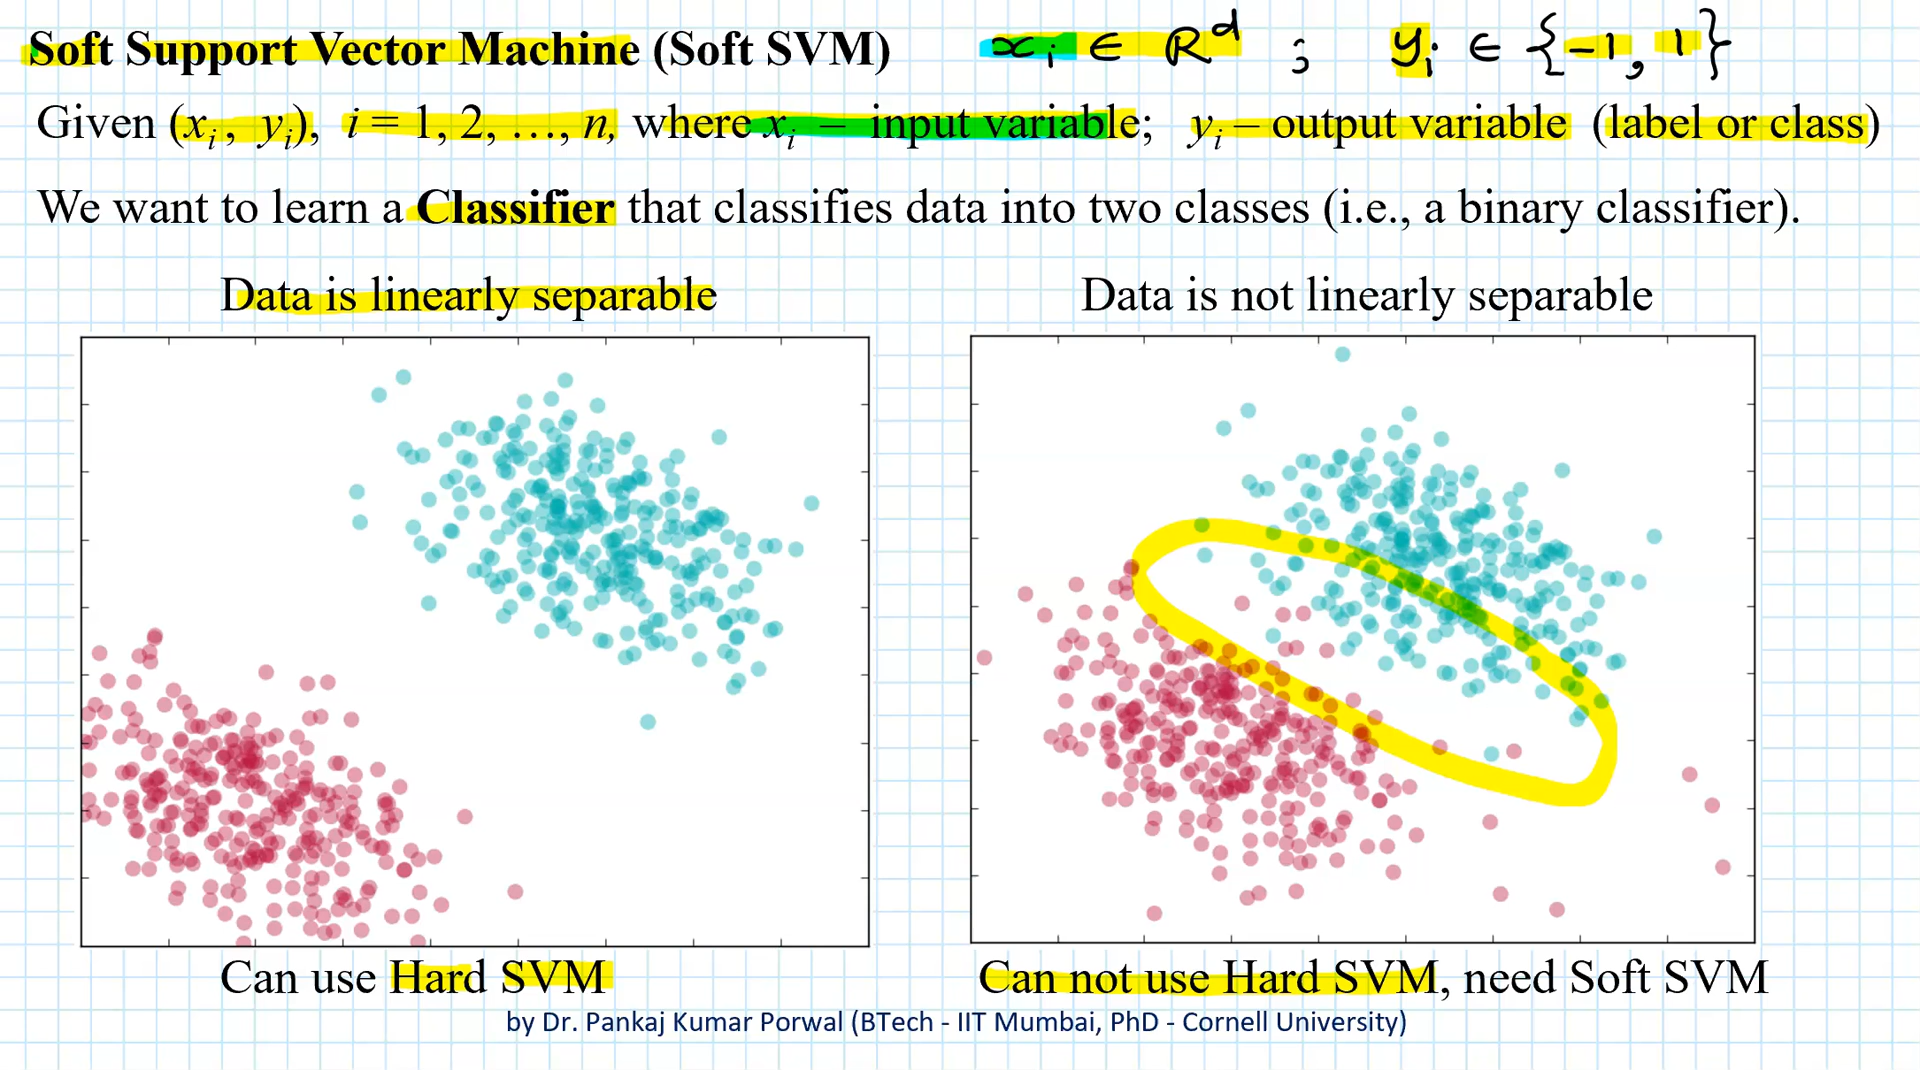 Soft Support Vector Machine (Soft SVM) xᵢ ∈ ℝᵈ ; yᵢ ∈ {-1, 1}
Given (xᵢ, yᵢ), i = 1, 2, …, n, where xᵢ – input variable; yᵢ – output variable (label or class)
We want to learn a Classifier that classifies data into two classes (i.e., a binary classifier).
Data is linearly separable
Data is not linearly separable
Can use Hard SVM
Can not use Hard SVM, need Soft SVM
by Dr. Pankaj Kumar Porwal (BTech - IIT Mumbai, PhD - Cornell University)